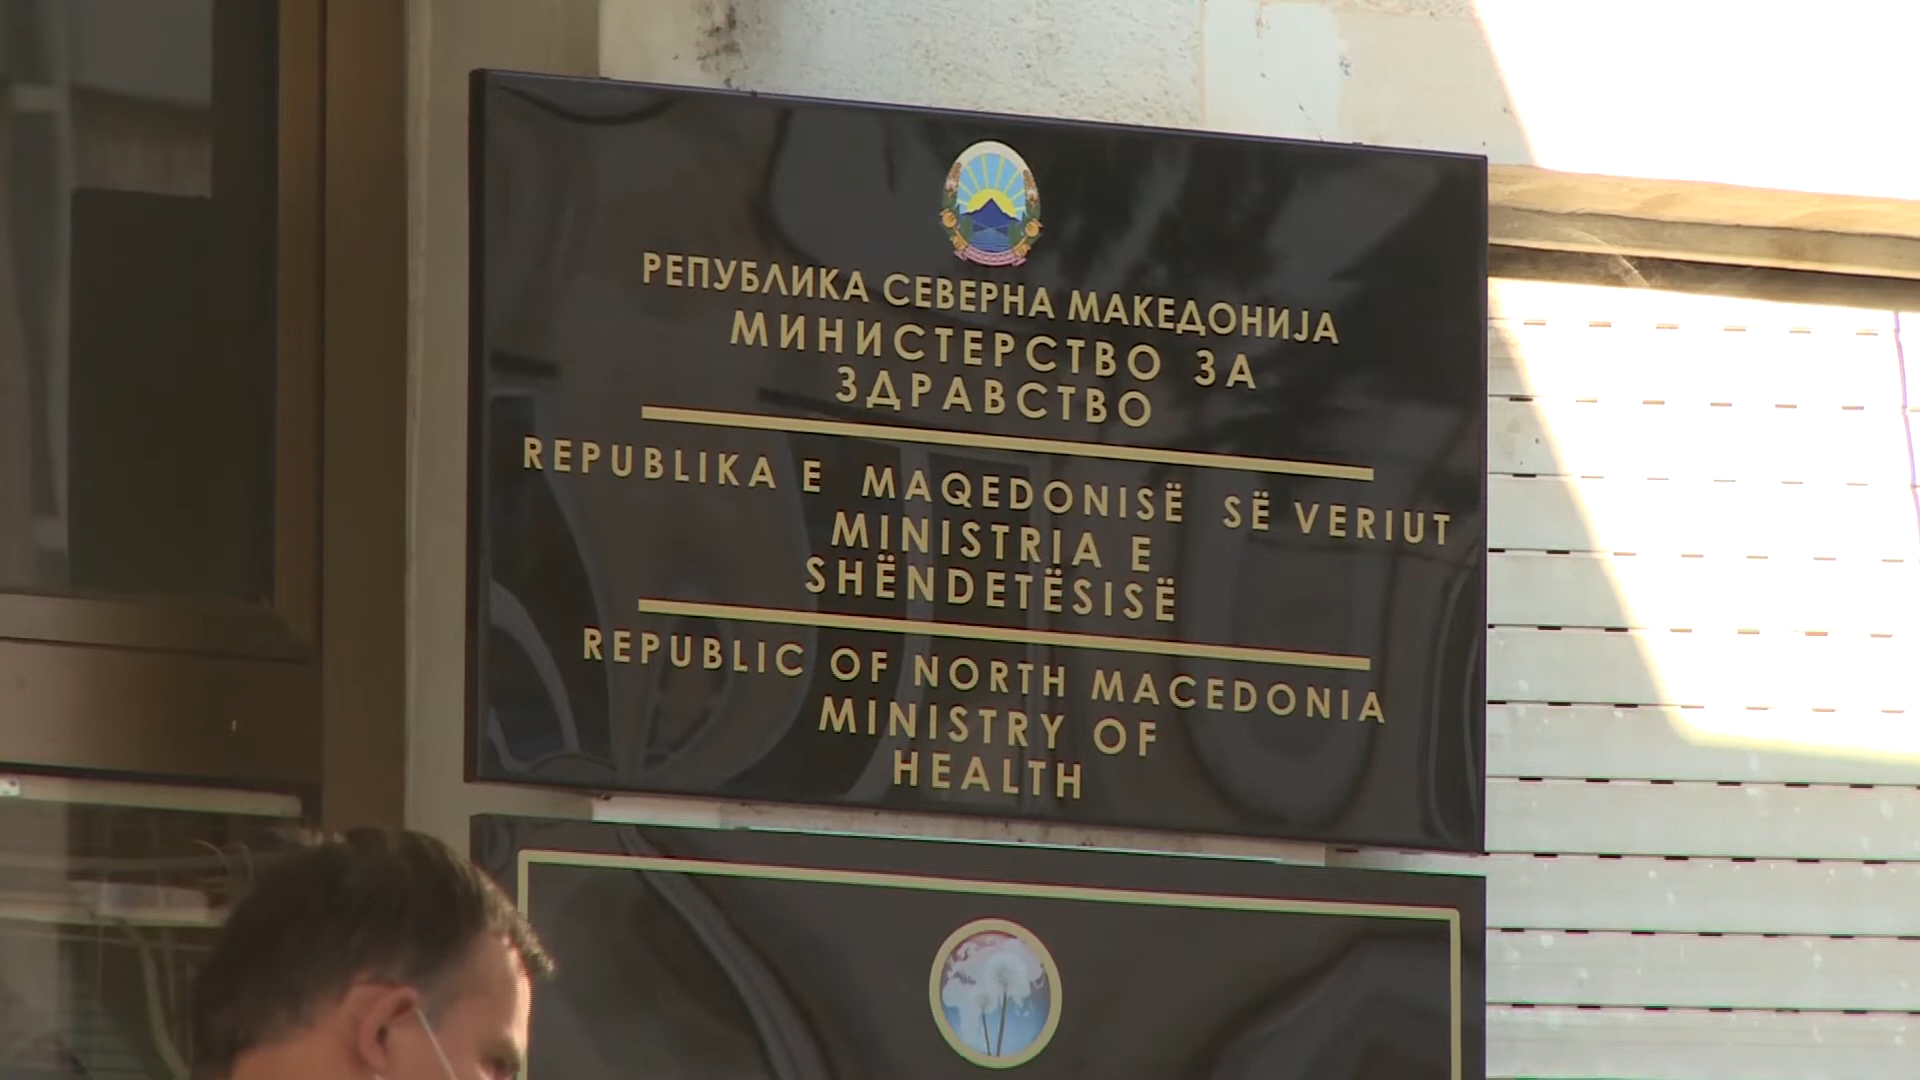 РЕПУБЛИКА СЕВЕРНА МАКЕДОНИЈА
МИНИСТЕРСТВО ЗА
ЗДРАВСТВО
REPUBLIKA E MAQEDONISË SË VERIUT
MINISTRIA E
SHËNDETËSISË
REPUBLIC OF NORTH MACEDONIA
MINISTRY OF
HEALTH